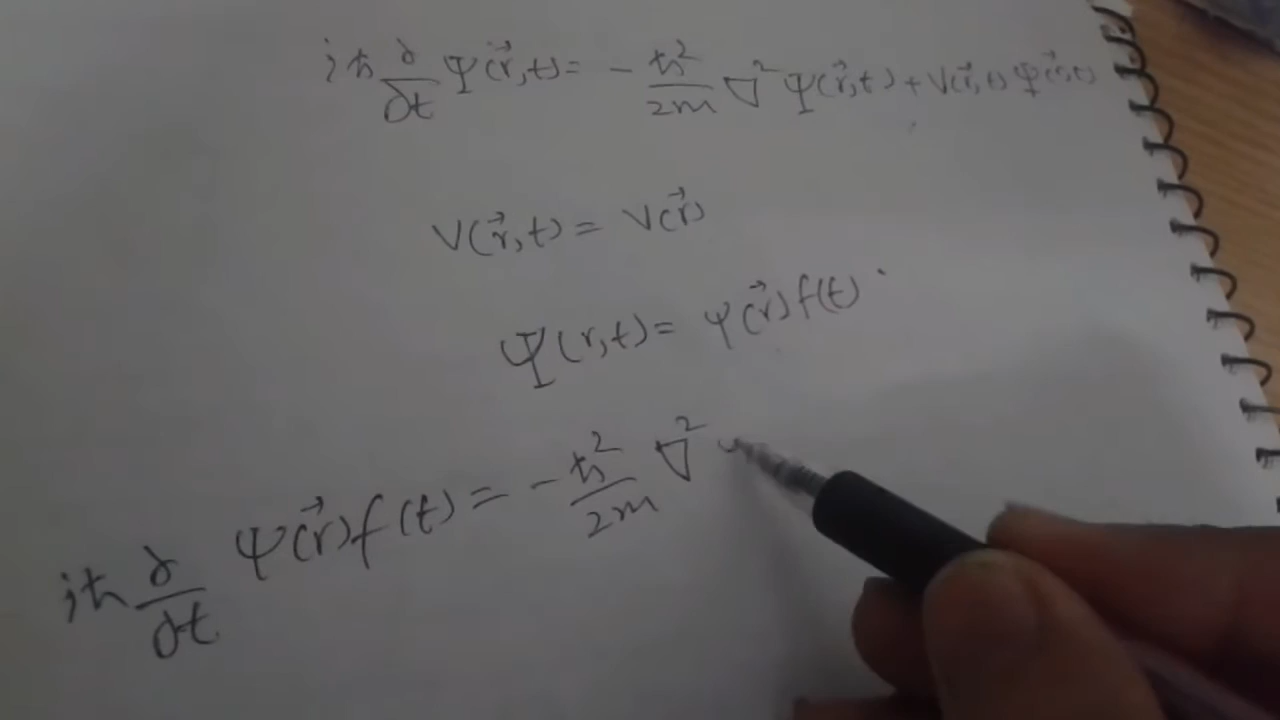 iħ ∂/∂t Ψ(r⃗,t) = - ħ²/2m ∇² Ψ(r⃗,t) + V(r⃗,t) Ψ(r⃗,t)
V(r⃗,t) = V(r⃗)
Ψ(r,t) = ψ(r⃗) f(t)
iħ ∂/∂t ψ(r⃗) f(t) = - ħ²/2m ∇²